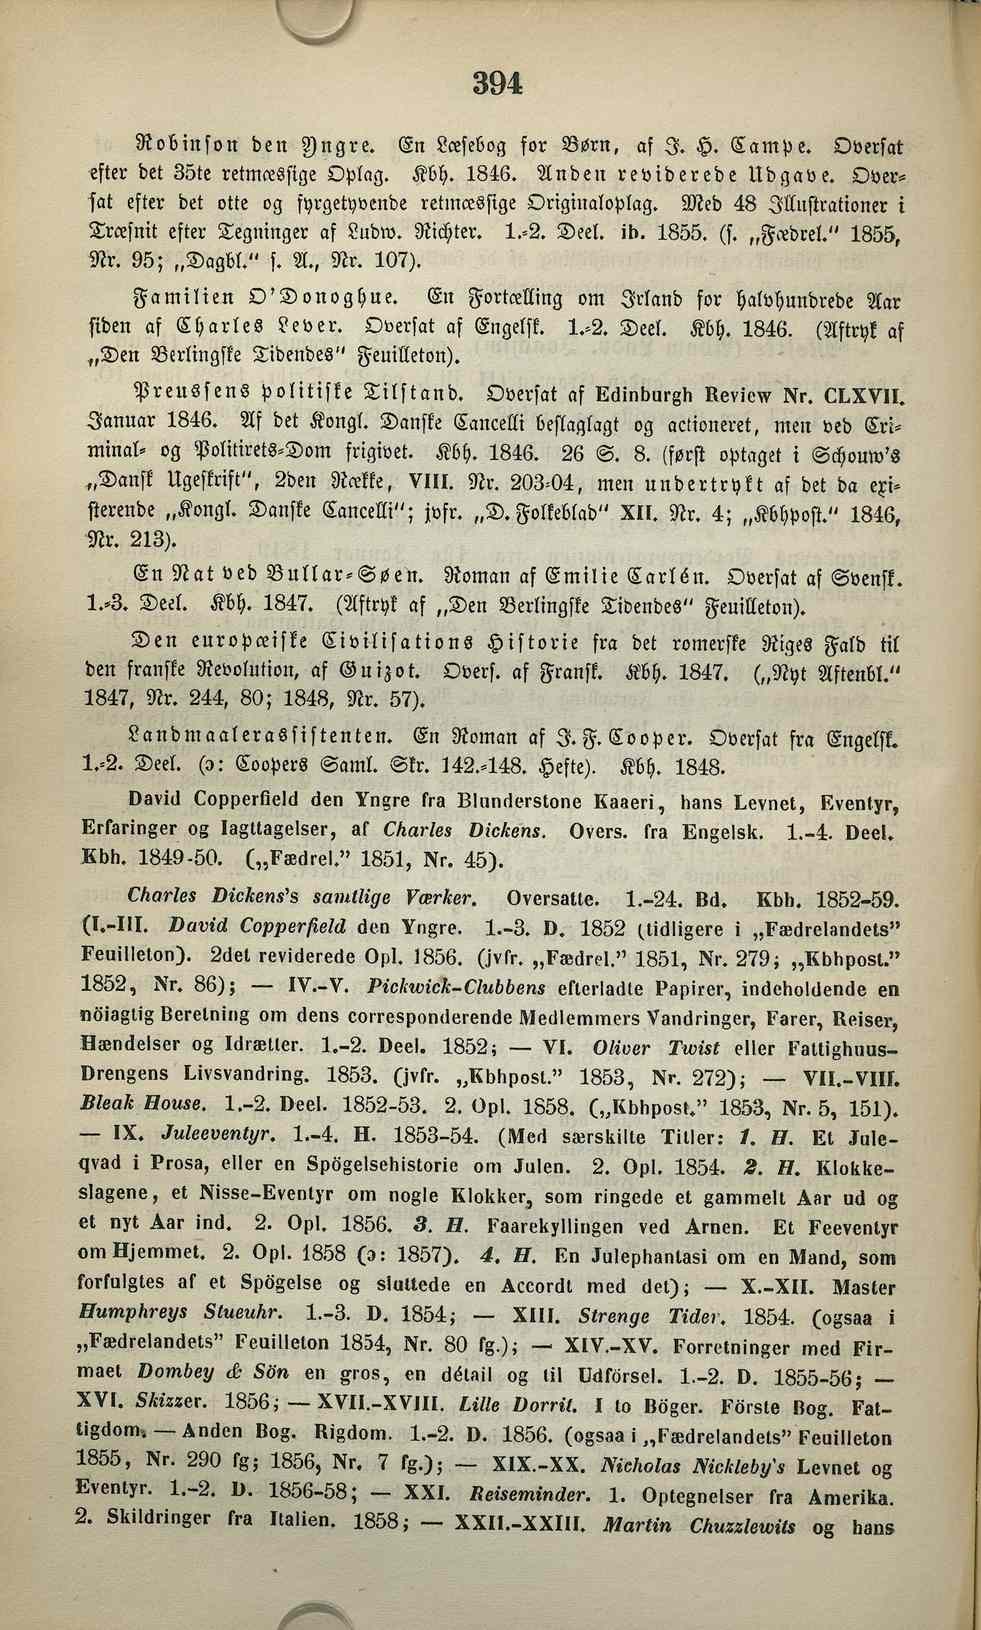 394
Robinson den Yngre. En Læsebog for Børn, af J. H. Campe. Oversat
efter det 35te retmæssige Oplag. Kbh. 1846. Anden reviderede Udgave. Over-
sat efter det otte og fyrgetyvende retmæssige Originaloplag. Med 48 Illustrationer i
Træsnit efter Tegninger af Ludw. Richter. 1.-2. Deel. ib. 1855. (s. „Fædrel." 1855,
Nr. 95; „Dagbl." s. A., Nr. 107).
Familien O'Donoghue. En Fortælling om Irland for halvhundrede Aar
siden af Charles Lever. Oversat af Engelsk. 1.-2. Deel. Kbh. 1846. (Aftryk af
„Den Berlingske Tidendes" Feuilleton).
Preussens politiske Tilstand. Oversat af Edinburgh Review Nr. CLXVII.
Januar 1846. Af det Kongl. Danske Cancelli beslaglagt og actioneret, men ved Cri-
minal- og Politirets-Dom frigivet. Kbh. 1846. 26 S. 8. (først optaget i Schouw's
„Dansk Ugeskrift", 2den Række, VIII. Nr. 203-04, men undertrykt af det da exi-
sterende „Kongl. Danske Cancelli"; jvfr. „D. Folkeblad" XII. Nr. 4; „Kbhpost." 1846,
Nr. 213).
En Nat ved Bullar-Søen. Roman af Emilie Carlén. Oversat af Svensk.
1.-3. Deel. Kbh. 1847. (Aftryk af „Den Berlingske Tidendes" Feuilleton).
Den europæiske Civilisations Historie fra det romerske Riges Fald til
den franske Revolution, af Guizot. Overs. af Fransk. Kbh. 1847. („Nyt Aftenbl."
1847, Nr. 244, 80; 1848, Nr. 57).
Landmaalerassistenten. En Roman af J. F. Cooper. Oversat fra Engelsk.
1.-2. Deel. (ɔ: Coopers Saml. Skr. 142.-148. Hefte). Kbh. 1848.
David Copperfield den Yngre fra Blunderstone Kaaeri, hans Levnet, Eventyr,
Erfaringer og Iagttagelser, af Charles Dickens. Overs. fra Engelsk. 1.-4. Deel.
Kbh. 1849-50. („Fædrel." 1851, Nr. 45).
Charles Dickens's samtlige Værker. Oversatte. 1.-24. Bd. Kbh. 1852-59.
(I.-III. David Copperfield den Yngre. 1.-3. D. 1852 (tidligere i „Fædrelandets"
Feuilleton). 2det reviderede Opl. 1856. (jvfr. „Fædrel." 1851, Nr. 279; „Kbhpost."
1852, Nr. 86); — IV.-V. Pickwick-Clubbens efterladte Papirer, indeholdende en
nöiagtig Beretning om dens corresponderende Medlemmers Vandringer, Farer, Reiser,
Hændelser og Idrætter. 1.-2. Deel. 1852; — VI. Oliver Twist eller Fattighuus-
Drengens Livsvandring. 1853. (jvfr. „Kbhpost." 1853, Nr. 272); — VII.-VIII.
Bleak House. 1.-2. Deel. 1852-53. 2. Opl. 1858. („Kbhpost." 1853, Nr. 5, 151).
— IX. Juleeventyr. 1.-4. H. 1853-54. (Med særskilte Titler: 1. H. Et Jule-
qvad i Prosa, eller en Spögelsehistorie om Julen. 2. Opl. 1854. 2. H. Klokke-
slagene, et Nisse-Eventyr om nogle Klokker, som ringede et gammelt Aar ud og
et nyt Aar ind. 2. Opl. 1856. 3. H. Faarekyllingen ved Arnen. Et Feeventyr
om Hjemmet. 2. Opl. 1858 (ɔ: 1857). 4. H. En Julephantasi om en Mand, som
forfulgtes af et Spögelse og sluttede en Accordt med det); — X.-XII. Master
Humphreys Stueuhr. 1.-3. D. 1854; — XIII. Strenge Tider. 1854. (ogsaa i
„Fædrelandets" Feuilleton 1854, Nr. 80 fg.); — XIV.-XV. Forretninger med Fir-
maet Dombey & Sön en gros, en détail og til Udförsel. 1.-2. D. 1855-56; —
XVI. Skizzer. 1856; — XVII.-XVIII. Lille Dorrit. I to Böger. Förste Bog. Fat-
tigdom. — Anden Bog. Rigdom. 1.-2. D. 1856. (ogsaa i „Fædrelandets" Feuilleton
1855, Nr. 290 fg; 1856, Nr. 7 fg.); — XIX.-XX. Nicholas Nickleby's Levnet og
Eventyr. 1.-2. D. 1856-58; — XXI. Reiseminder. 1. Optegnelser fra Amerika.
2. Skildringer fra Italien. 1858; — XXII.-XXIII. Martin Chuzzlewits og hans